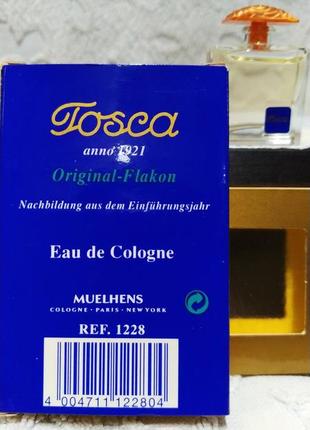 Tosca
anno 1921
Original-Flakon
Nachbildung aus dem Einführungsjahr
Eau de Cologne
MUELHENS
COLOGNE · PARIS · NEW YORK
REF. 1228
4 004711 122804
Tosca